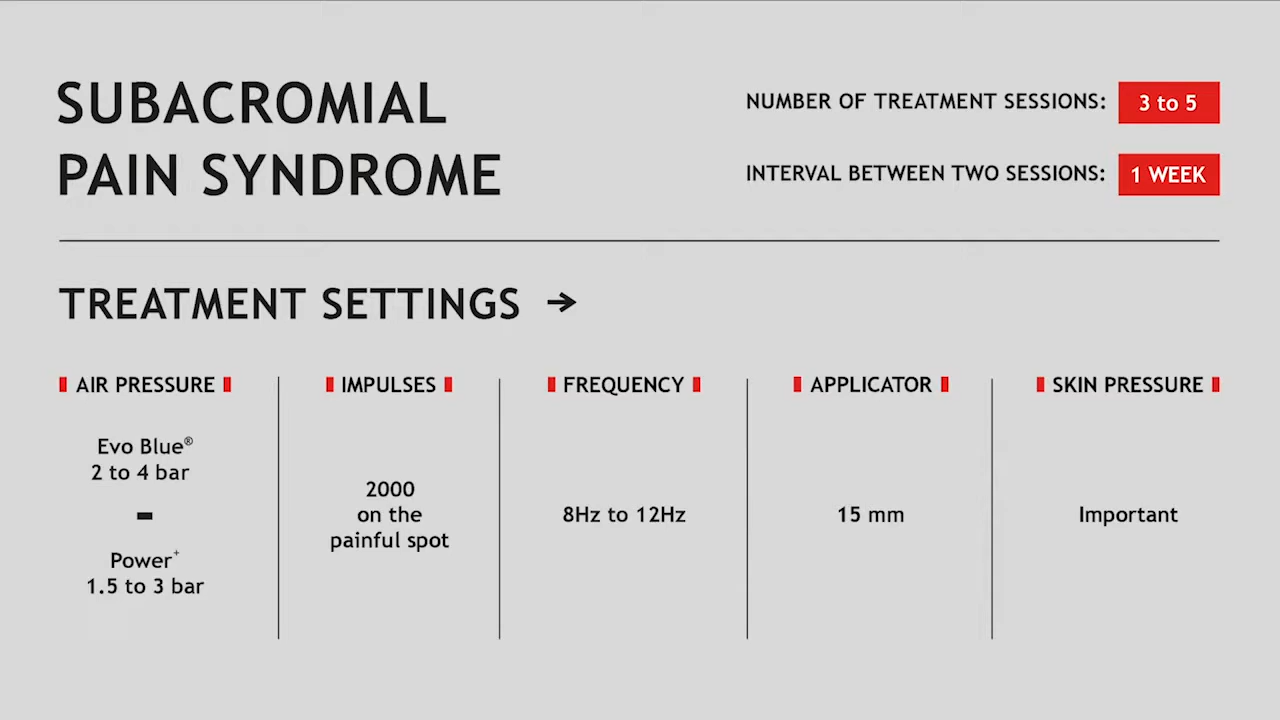 SUBACROMIAL
PAIN SYNDROME
NUMBER OF TREATMENT SESSIONS: 3 to 5
INTERVAL BETWEEN TWO SESSIONS: 1 WEEK
TREATMENT SETTINGS →
AIR PRESSURE
Evo Blue®
2 to 4 bar
-
Power⁺
1.5 to 3 bar
IMPULSES
2000
on the
painful spot
FREQUENCY
8Hz to 12Hz
APPLICATOR
15 mm
SKIN PRESSURE
Important